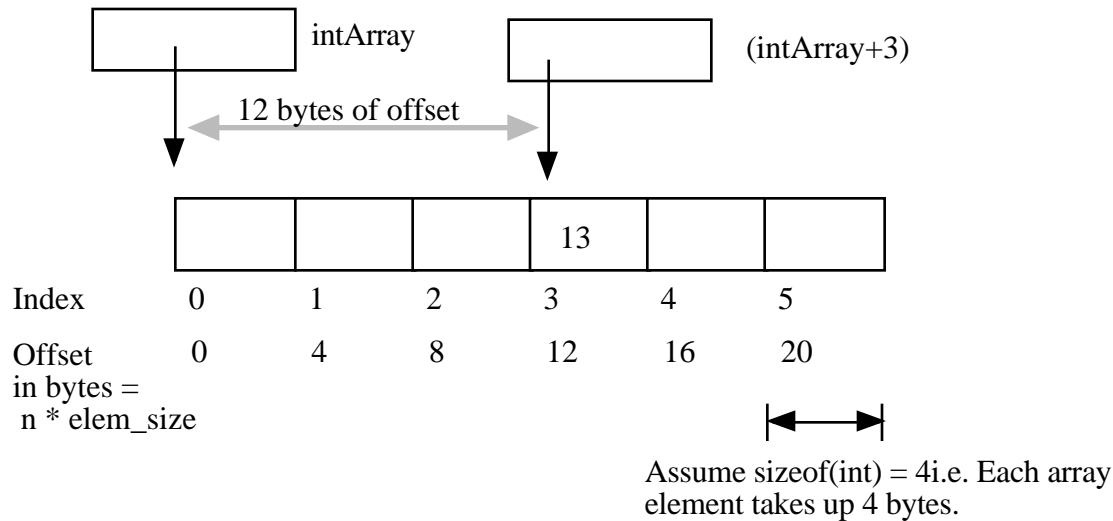 intArray
(intArray+3)
12 bytes of offset
13
Index 0 1 2 3 4 5
Offset 0 4 8 12 16 20
in bytes =
n * elem_size
Assume sizeof(int) = 4i.e. Each array
element takes up 4 bytes.